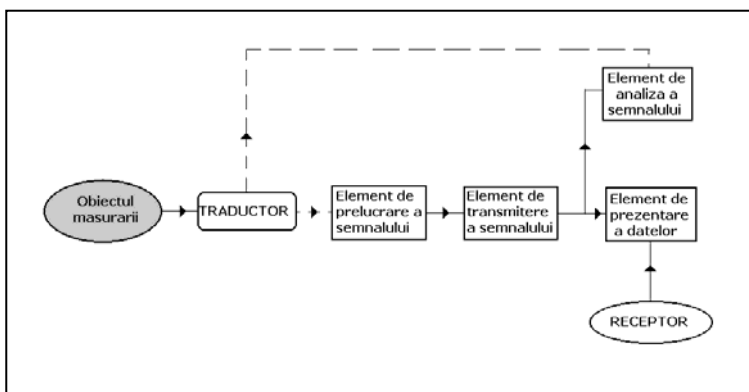 Element de
analiza a
semnalului
Obiectul
masurarii
TRADUCTOR
Element de
prelucrare a
semnalului
Element de
transmitere
a semnalului
Element de
prezentare
a datelor
RECEPTOR